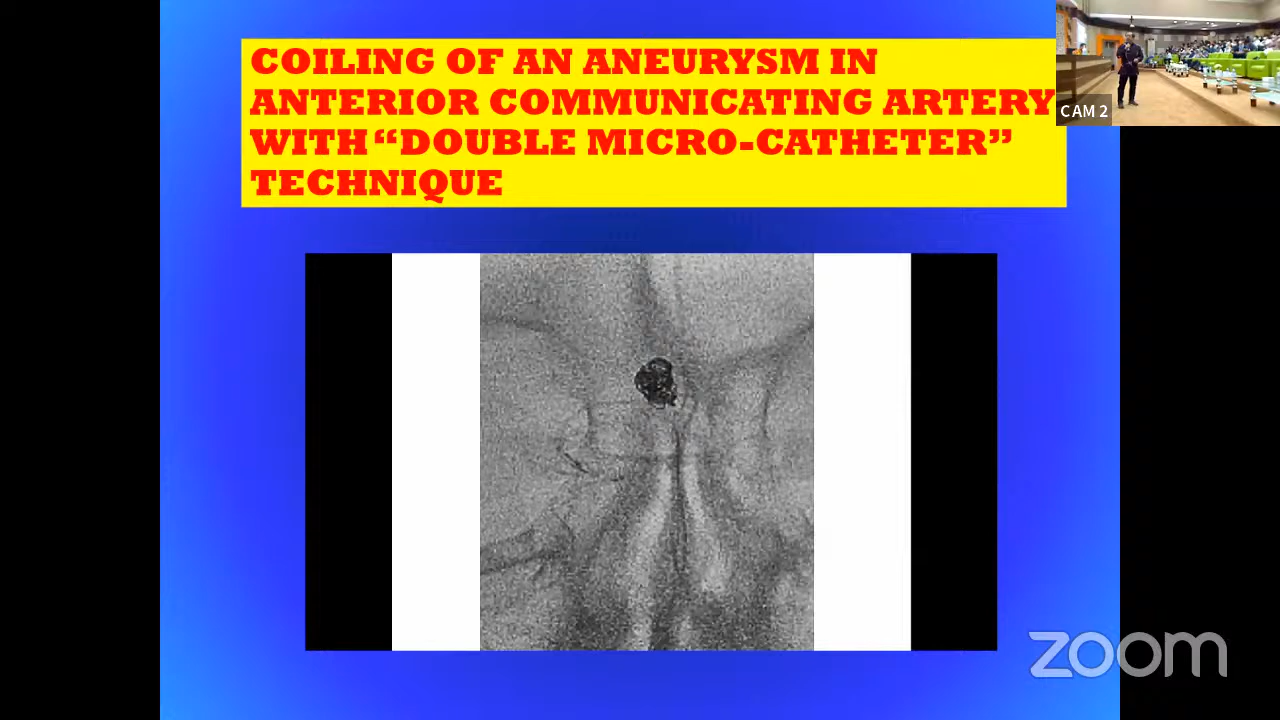 COILING OF AN ANEURYSM IN
ANTERIOR COMMUNICATING ARTERY
WITH “DOUBLE MICRO-CATHETER”
TECHNIQUE
CAM 2
zoom